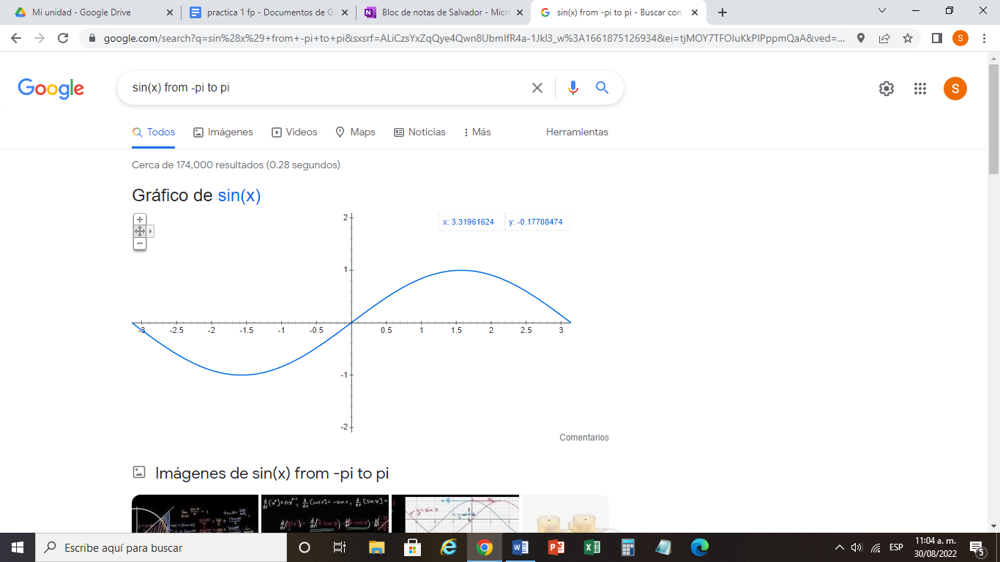 Mi unidad - Google Drive
practica 1 fp - Documentos de G
Bloc de notas de Salvador - Micro
sin(x) from -pi to pi - Buscar con
google.com/search?q=sin%28x%29+from+-pi+to+pi&sxsrf=ALiCzsYxZqQye4Qwn8UbmIfR4a-1JkI3_w%3A1661875126934&ei=tjMOY7TFOIuKkPIPppmQaA&ved=...
S
Google
sin(x) from -pi to pi
S
Todos
Imágenes
Videos
Maps
Noticias
Más
Herramientas
Cerca de 174,000 resultados (0.28 segundos)
Gráfico de sin(x)
x: 3.31961624
y: -0.17708474
2
1
-3 -2.5 -2 -1.5 -1 -0.5 0.5 1 1.5 2 2.5 3
-1
-2
Comentarios
Imágenes de sin(x) from -pi to pi
y = sin x
Escribe aquí para buscar
ESP
11:04 a. m.
30/08/2022
5